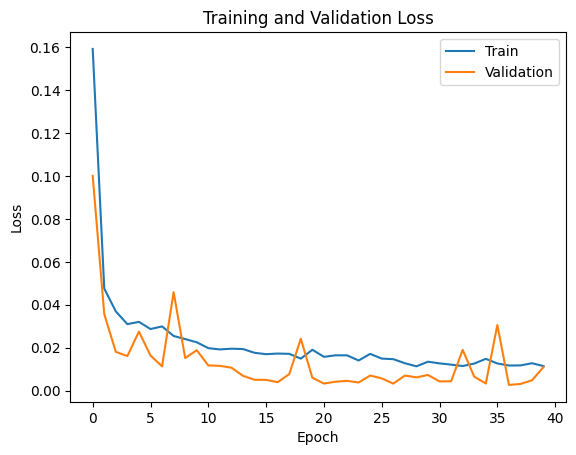 Training and Validation Loss
Train
Validation
0.16
0.14
0.12
0.10
0.08
0.06
0.04
0.02
0.00
Loss
0 5 10 15 20 25 30 35 40
Epoch